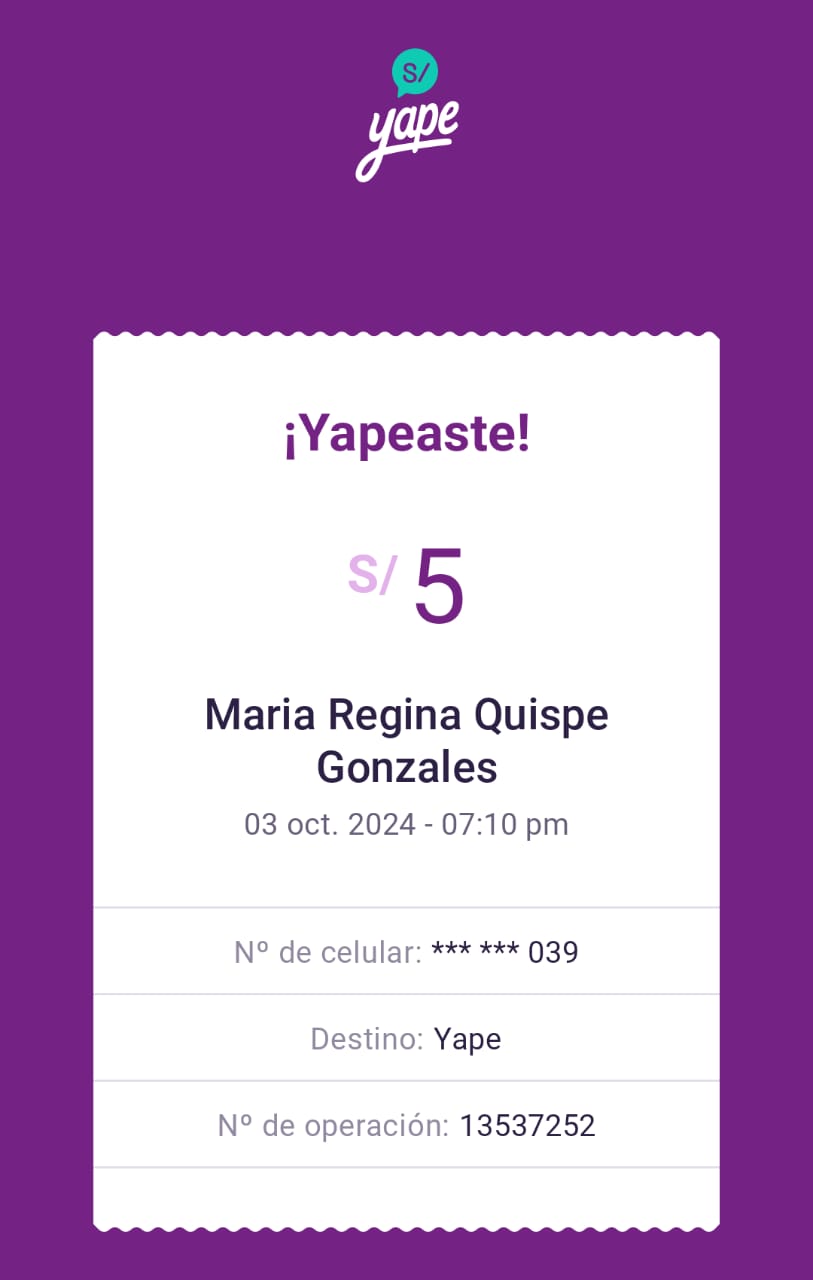 S/
yape
¡Yapeaste!
S/ 5
Maria Regina Quispe
Gonzales
03 oct. 2024 - 07:10 pm
Nº de celular: *** *** 039
Destino: Yape
Nº de operación: 13537252